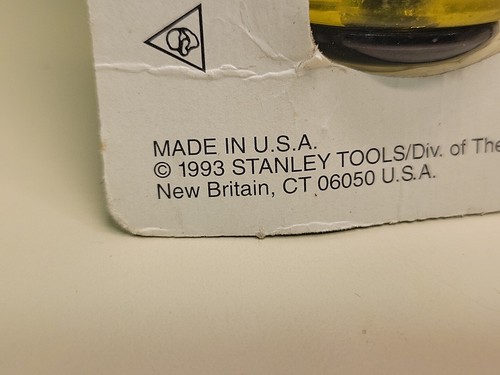 MADE IN U.S.A.
© 1993 STANLEY TOOLS/Div. of The
New Britain, CT 06050 U.S.A.